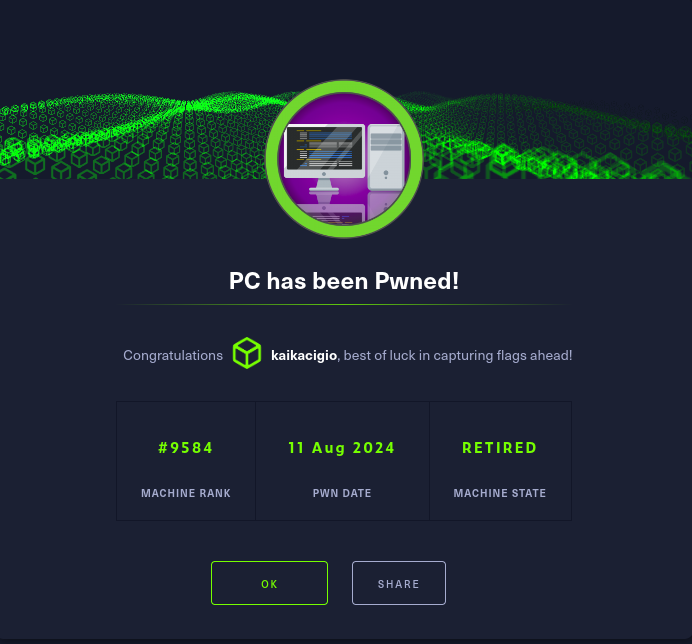 PC has been Pwned!
Congratulations kaikacigio, best of luck in capturing flags ahead!
#9584 11 Aug 2024 RETIRED
MACHINE RANK PWN DATE MACHINE STATE
OK SHARE